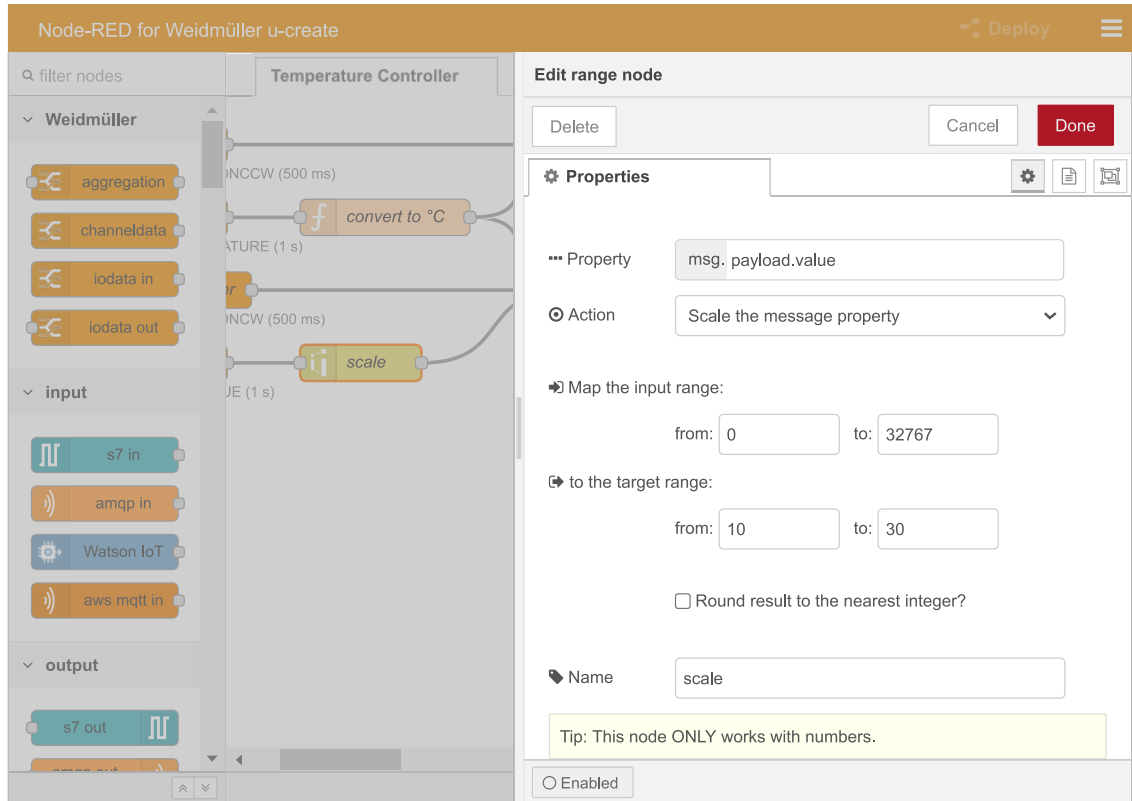 Node-RED for Weidmüller u-create
Deploy
filter nodes
Weidmüller
aggregation
channeldata
iodata in
iodata out
input
s7 in
amqp in
Watson IoT
aws mqtt in
output
s7 out
Temperature Controller
(500 ms)
convert to °C
(1 s)
(500 ms)
scale
(1 s)
Edit range node
Delete
Cancel
Done
Properties
Property
msg. payload.value
Action
Scale the message property
Map the input range:
from: 0 to: 32767
to the target range:
from: 10 to: 30
Round result to the nearest integer?
Name
scale
Tip: This node ONLY works with numbers.
Enabled